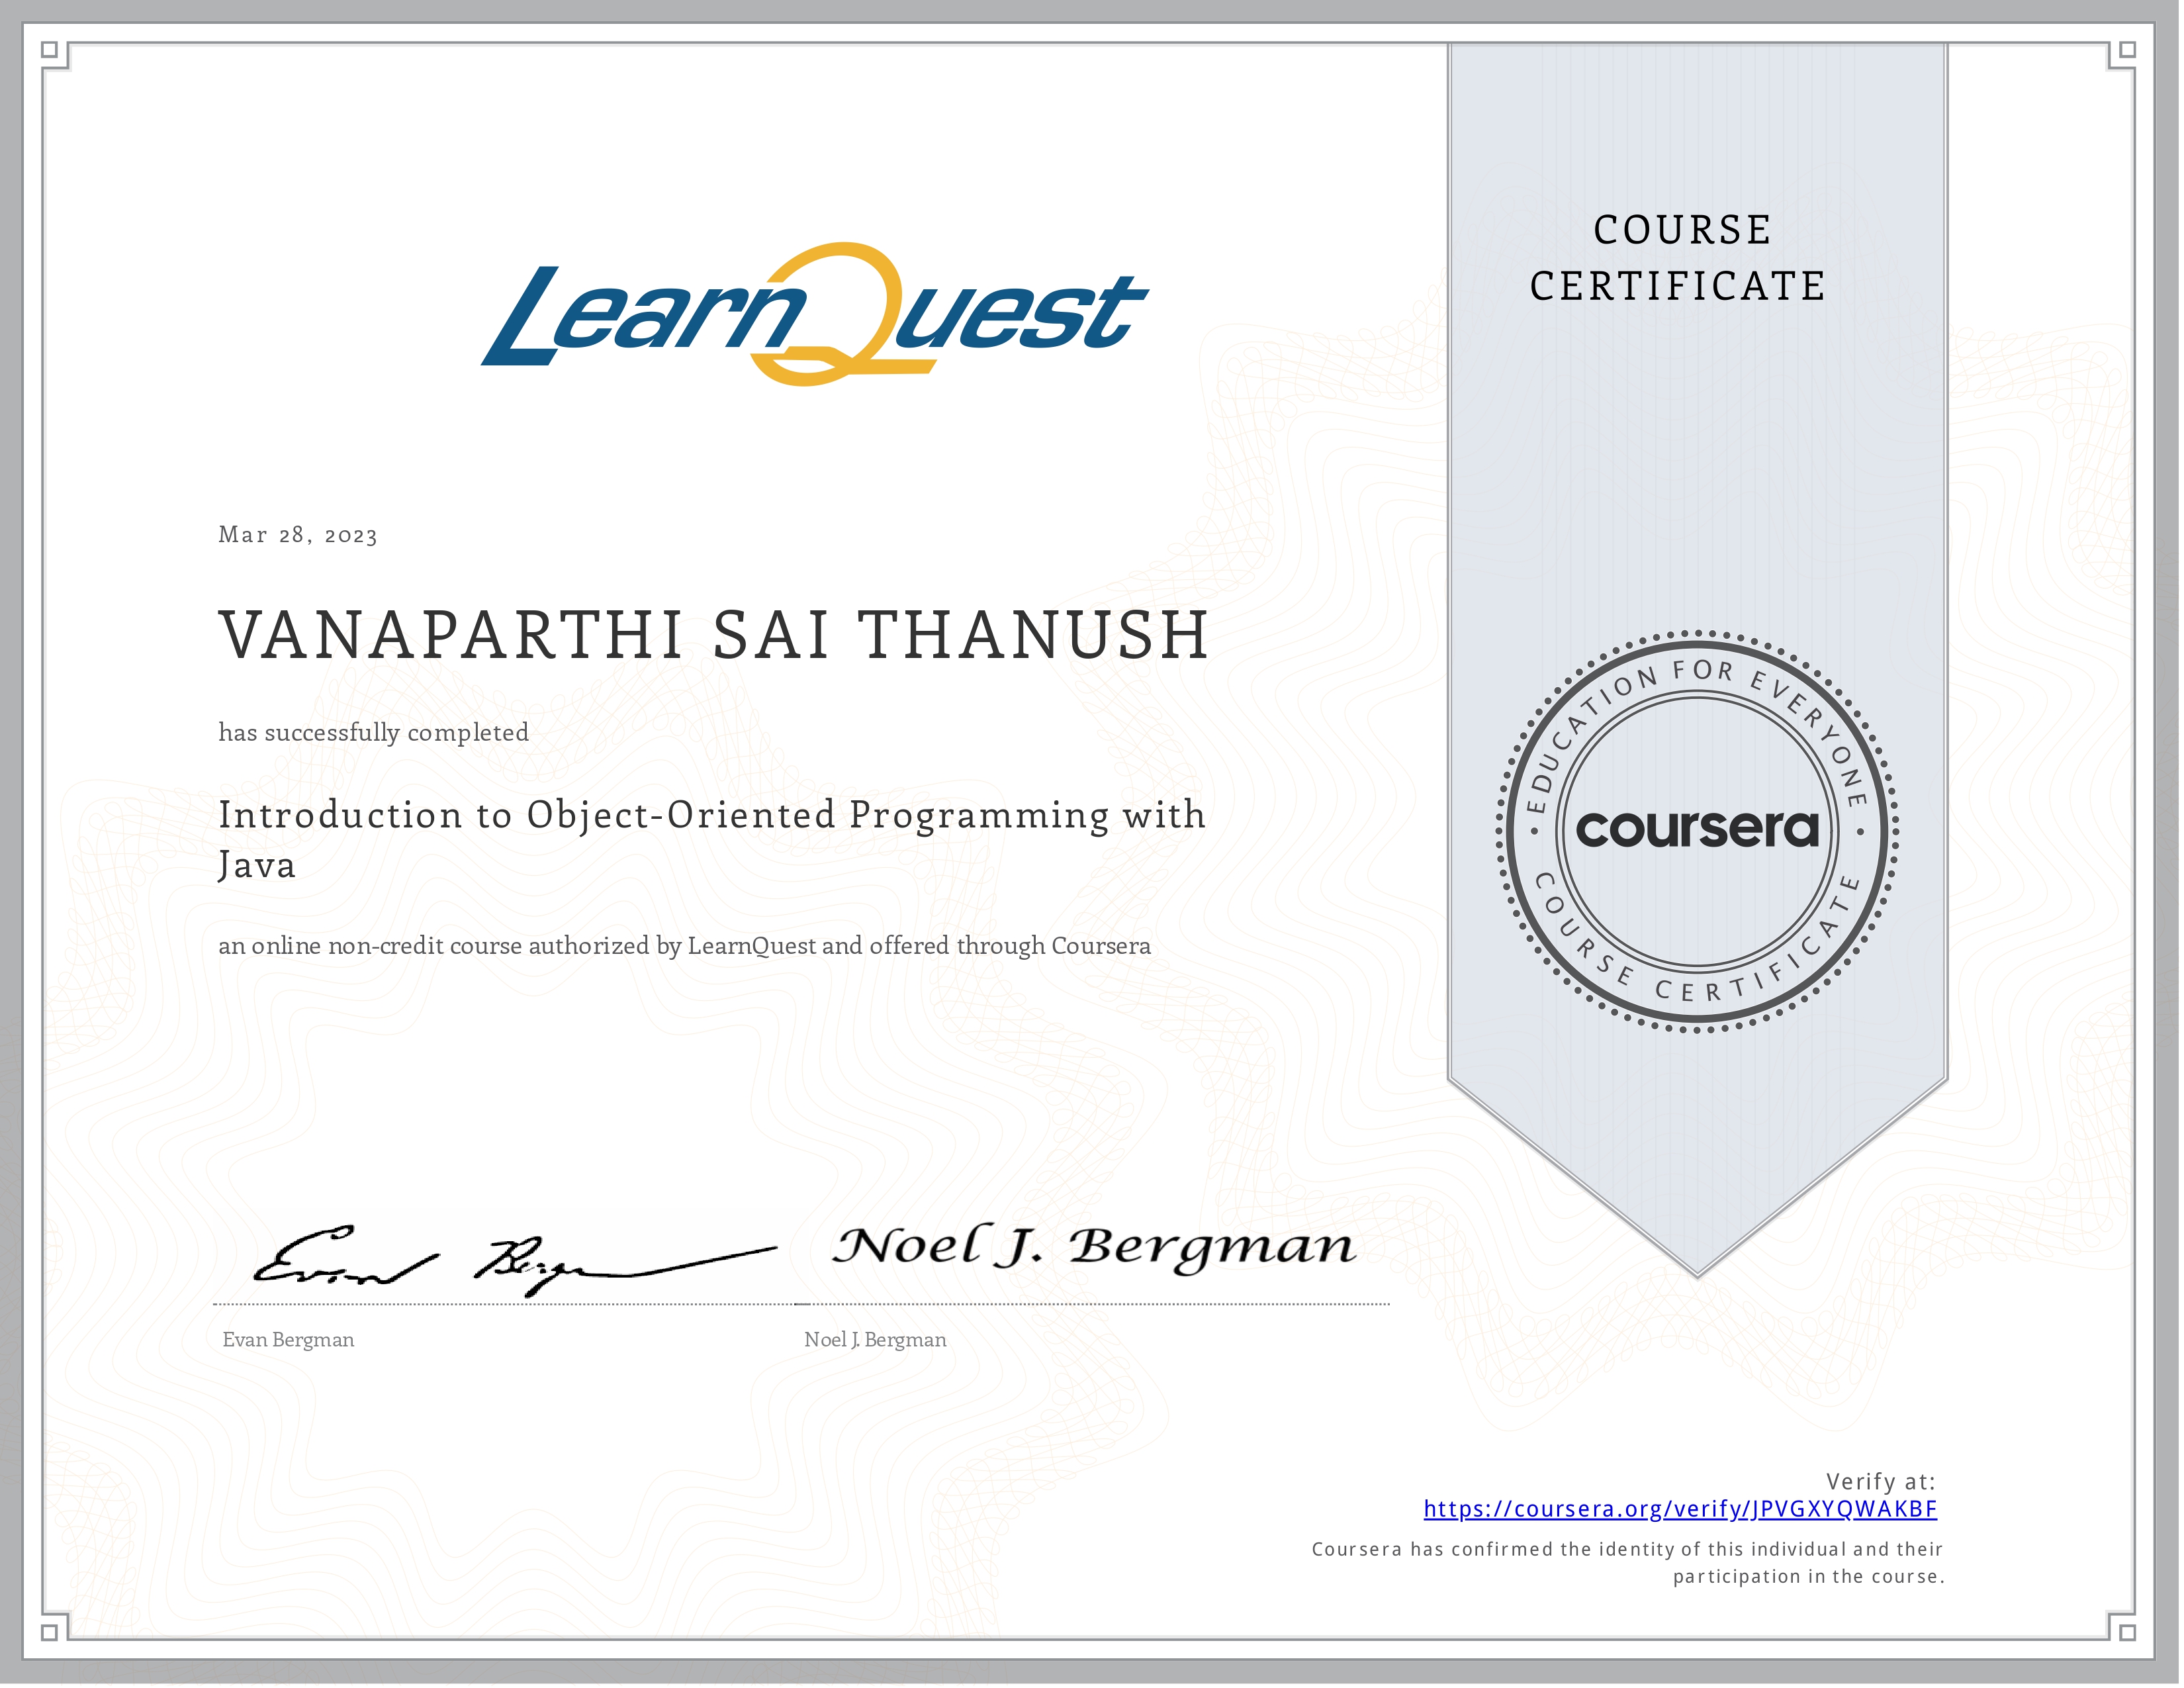 LearnQuest
COURSE
CERTIFICATE
Mar 28, 2023
VANAPARTHI SAI THANUSH
has successfully completed
Introduction to Object-Oriented Programming with
Java
an online non-credit course authorized by LearnQuest and offered through Coursera
EDUCATION FOR EVERYONE
coursera
COURSE CERTIFICATE
Evan Bergman
Noel J. Bergman
Evan Bergman
Noel J. Bergman
Verify at:
https://coursera.org/verify/JPVGXYQWAKBF
Coursera has confirmed the identity of this individual and their
participation in the course.